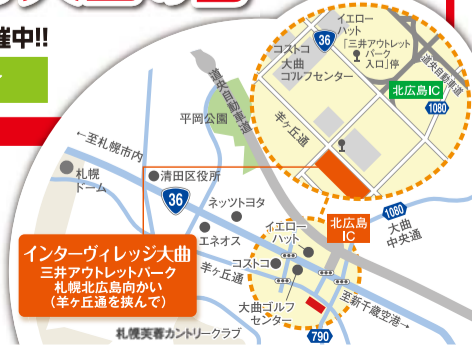 催中!!
イエロー
ハット
36
「三井アウトレット
パーク
入口」停
コストコ
大曲
ゴルフセンター
道央自動車道
北広島IC
1080
羊ヶ丘通
道央自動車道
平岡公園
←至札幌市内
札幌
ドーム
清田区役所
36
ネッツトヨタ
エネオス
イエロー
ハット
北広島
IC
1080
大曲
中央通
コストコ
羊ヶ丘通
大曲ゴルフ
センター
至新千歳空港→
790
インターヴィレッジ大曲
三井アウトレットパーク
札幌北広島向かい
(羊ヶ丘通を挟んで)
札幌芙蓉カントリークラブ